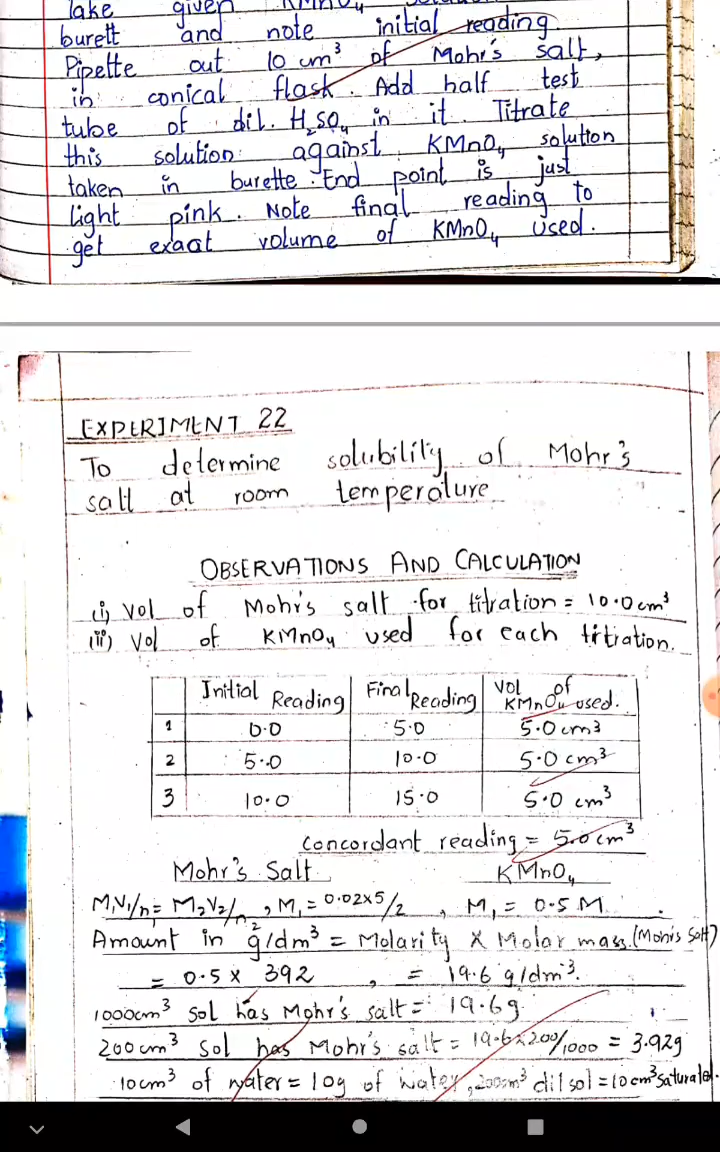 Take given KMnO4
burett and note initial reading
Pipette out 10 cm³ of Mohr's salt,
in conical flask. Add half test
tube of dil. H2SO4 in it. Titrate
this solution against KMnO4 solution
taken in burette. End point is just
light pink. Note final reading to
get exaat volume of KMnO4 used.
EXPERIMENT 22
To determine solubility of Mohr's
salt at room temperature
OBSERVATIONS AND CALCULATION
(i) Vol of Mohr's salt for titration = 10.0 cm³
(ii) Vol of KMnO4 used for each titration.
Initial Reading Final Reading Vol of KMnO4 used.
1 0.0 5.0 5.0 cm³
2 5.0 10.0 5.0 cm³
3 10.0 15.0 5.0 cm³
concordant reading = 5.0 cm³
Mohr's Salt KMnO4
M1V1/n1 = M2V2/n2, M1 = 0.02x5/2, M1 = 0.5 M
Amount in g/dm³ = Molarity x Molar mass (Mohr's Salt)
= 0.5 x 392, = 19.6 g/dm³.
1000cm³ sol has Mohr's salt = 19.6g
200cm³ sol has Mohr's salt = 19.6x200/1000 = 3.92g
10cm³ of water = 10g of water, 200cm³ dil sol = 10cm³ saturated.